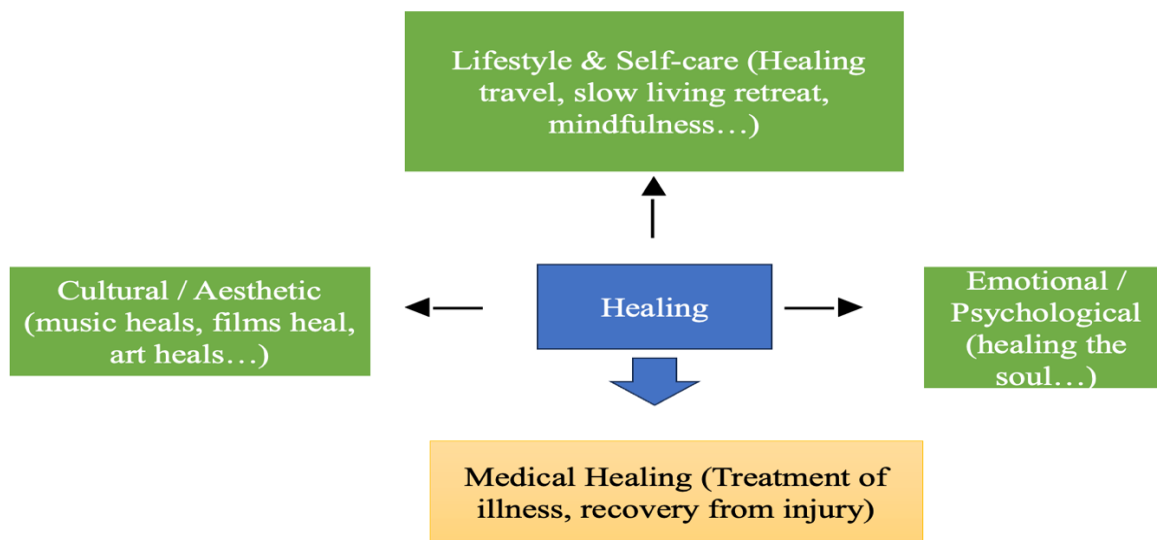 Lifestyle & Self-care (Healing
travel, slow living retreat,
mindfulness…)
Cultural / Aesthetic
(music heals, films heal,
art heals…)
Healing
Emotional /
Psychological
(healing the
soul…)
Medical Healing (Treatment of
illness, recovery from injury)